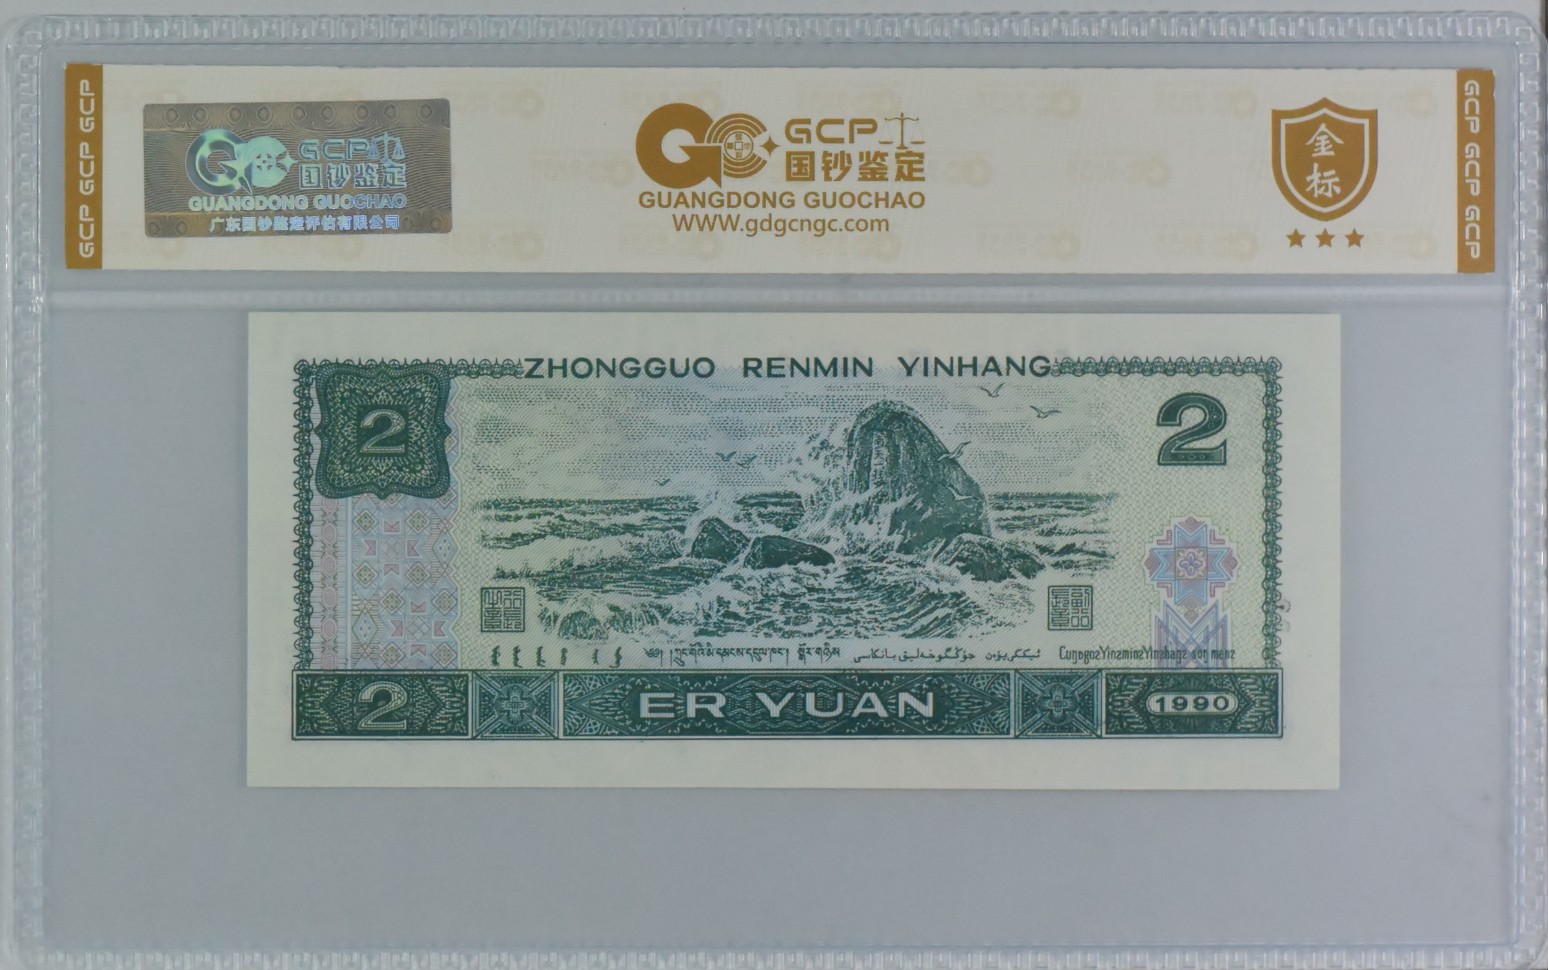 GCP GCP GCP
GCP
国钞鉴定
GUANGDONG GUOCHAO
广东国钞鉴定评估有限公司
GCP
国钞鉴定
GUANGDONG GUOCHAO
WWW.gdgcngc.com
金标
GCP GCP GCP
ZHONGGUO RENMIN YINHANG
2
2
2
ER YUAN
1990